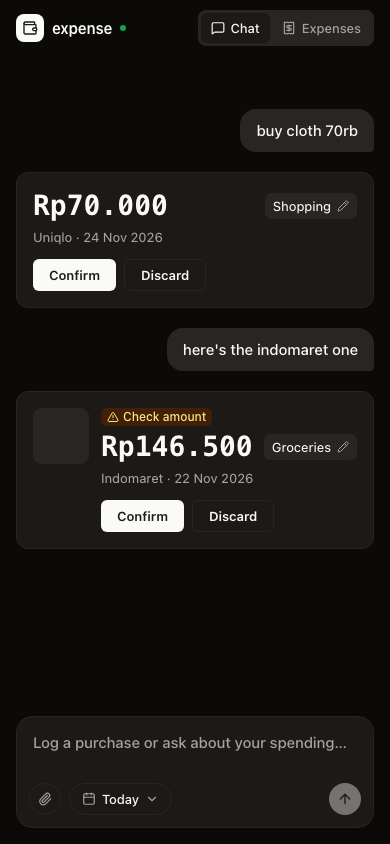 expense
Chat
Expenses
buy cloth 70rb
Rp70.000
Shopping
Uniqlo · 24 Nov 2026
Confirm
Discard
here's the indomaret one
Check amount
Rp146.500
Groceries
Indomaret · 22 Nov 2026
Confirm
Discard
Log a purchase or ask about your spending...
Today